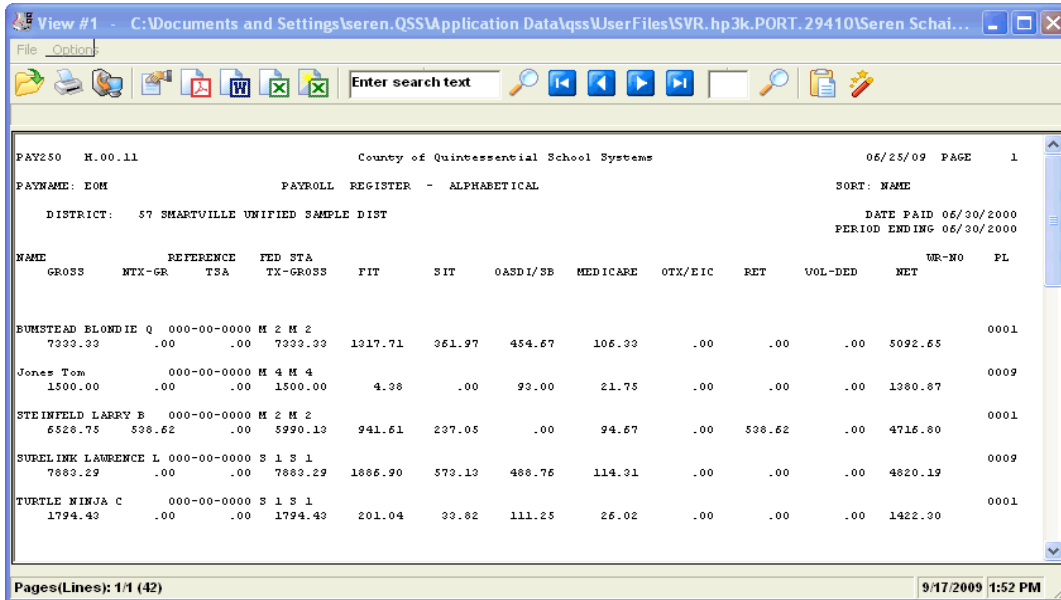 View #1 - C:\Documents and Settings\seren.QSS\Application Data\qss\UserFiles\SVR.hp3k.PORT.29410\Seren Schai...
File Options
Enter search text
PAY250 H.00.11 County of Quintessential School Systems 06/25/09 PAGE 1
PAYNAME: EOM PAYROLL REGISTER - ALPHABETICAL SORT: NAME
DISTRICT: 57 SMARTVILLE UNIFIED SAMPLE DIST DATE PAID 06/30/2000
PERIOD ENDING 06/30/2000
NAME REFERENCE FED STA WR-NO PL
GROSS NTX-GR TSA TX-GROSS FIT SIT OASDI/SB MEDICARE OTX/EIC RET VOL-DED NET
BUMSTEAD BLONDIE Q 000-00-0000 M 2 M 2 0001
7333.33 .00 .00 7333.33 1317.71 361.97 454.67 106.33 .00 .00 .00 5092.65
Jones Tom 000-00-0000 M 4 M 4 0009
1500.00 .00 .00 1500.00 4.38 .00 93.00 21.75 .00 .00 .00 1380.87
STEINFELD LARRY B 000-00-0000 M 2 M 2 0001
6528.75 538.62 .00 5990.13 941.61 237.05 .00 94.67 .00 538.62 .00 4716.80
SURELINK LAWRENCE L 000-00-0000 S 1 S 1 0009
7883.29 .00 .00 7883.29 1886.90 573.13 488.76 114.31 .00 .00 .00 4820.19
TURTLE NINJA C 000-00-0000 S 1 S 1 0001
1794.43 .00 .00 1794.43 201.04 33.82 111.25 26.02 .00 .00 .00 1422.30
Pages(Lines): 1/1 (42) 9/17/2009 1:52 PM